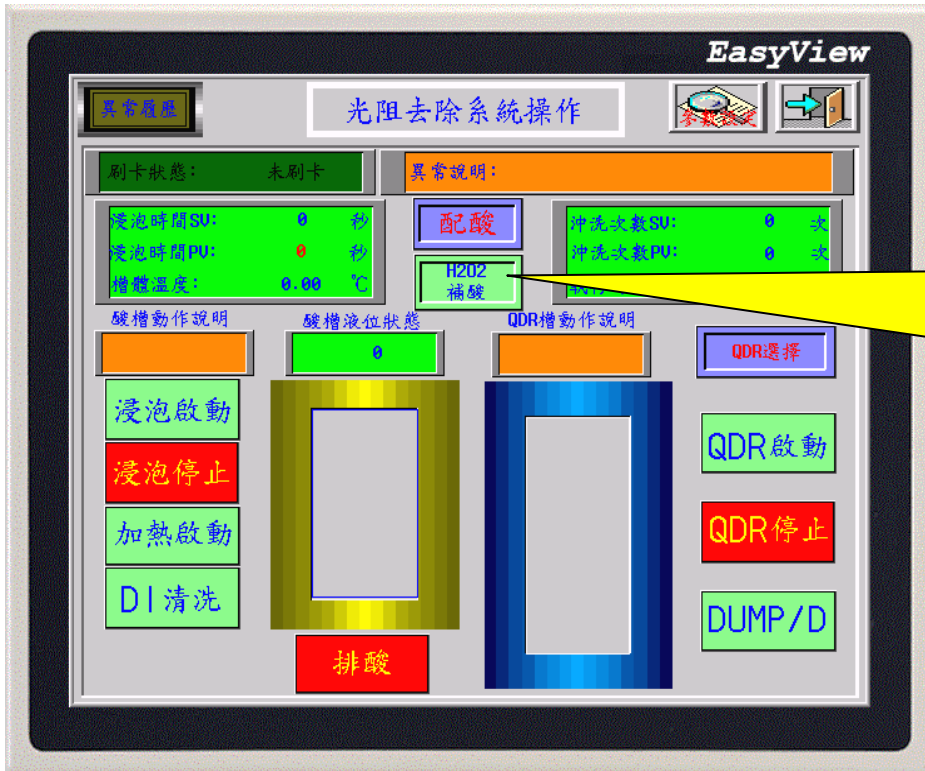 EasyView
異常履歷
光阻去除系統操作
參數設定
刷卡狀態: 未刷卡
異常說明:
浸泡時間SV: 0 秒
浸泡時間PV: 0 秒
槽體溫度: 0.00 ℃
配酸
H2O2
補酸
沖洗次數SV: 0 次
沖洗次數PV: 0 次
酸槽動作說明
酸槽液位狀態
QDR槽動作說明
0
QDR選擇
浸泡啟動
浸泡停止
加熱啟動
DI清洗
排酸
QDR啟動
QDR停止
DUMP/D